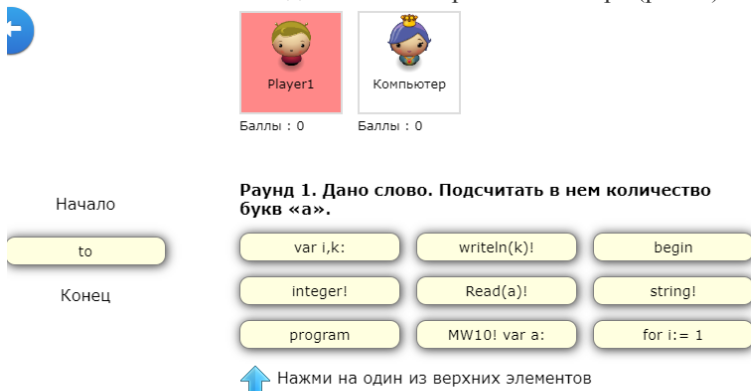 Player1
Компьютер
Баллы : 0
Баллы : 0
Начало
to
Конец
Раунд 1. Дано слово. Подсчитать в нем количество
букв «а».
var i,k:
writeln(k)!
begin
integer!
Read(a)!
string!
program
MW10! var a:
for i:= 1
Нажми на один из верхних элементов